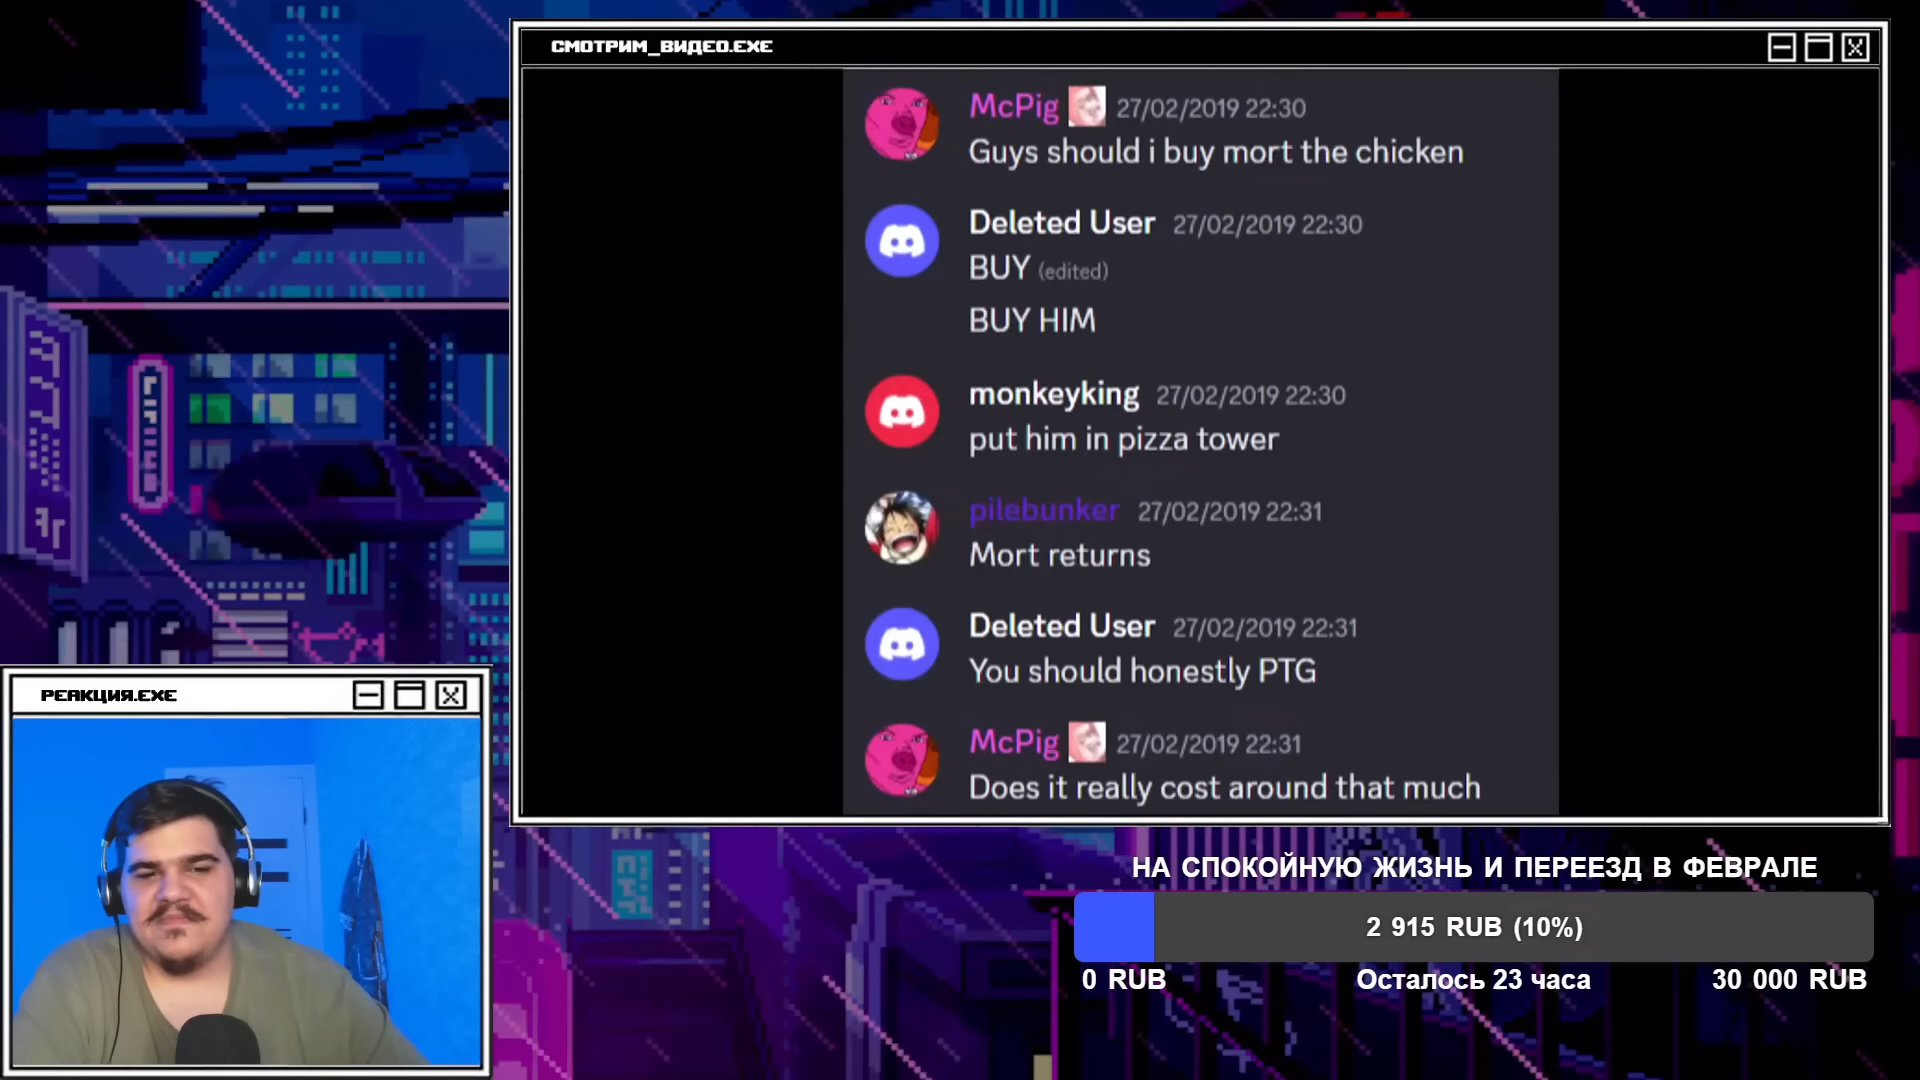 СМОТРИМ_ВИДЕО.EXE
McPig 27/02/2019 22:30
Guys should i buy mort the chicken
Deleted User 27/02/2019 22:30
BUY (edited)
BUY HIM
monkeyking 27/02/2019 22:30
put him in pizza tower
pilebunker 27/02/2019 22:31
Mort returns
Deleted User 27/02/2019 22:31
You should honestly PTG
McPig 27/02/2019 22:31
Does it really cost around that much
РЕАКЦИЯ.EXE
НА СПОКОЙНУЮ ЖИЗНЬ И ПЕРЕЕЗД В ФЕВРАЛЕ
2 915 RUB (10%)
0 RUB Осталось 23 часа 30 000 RUB